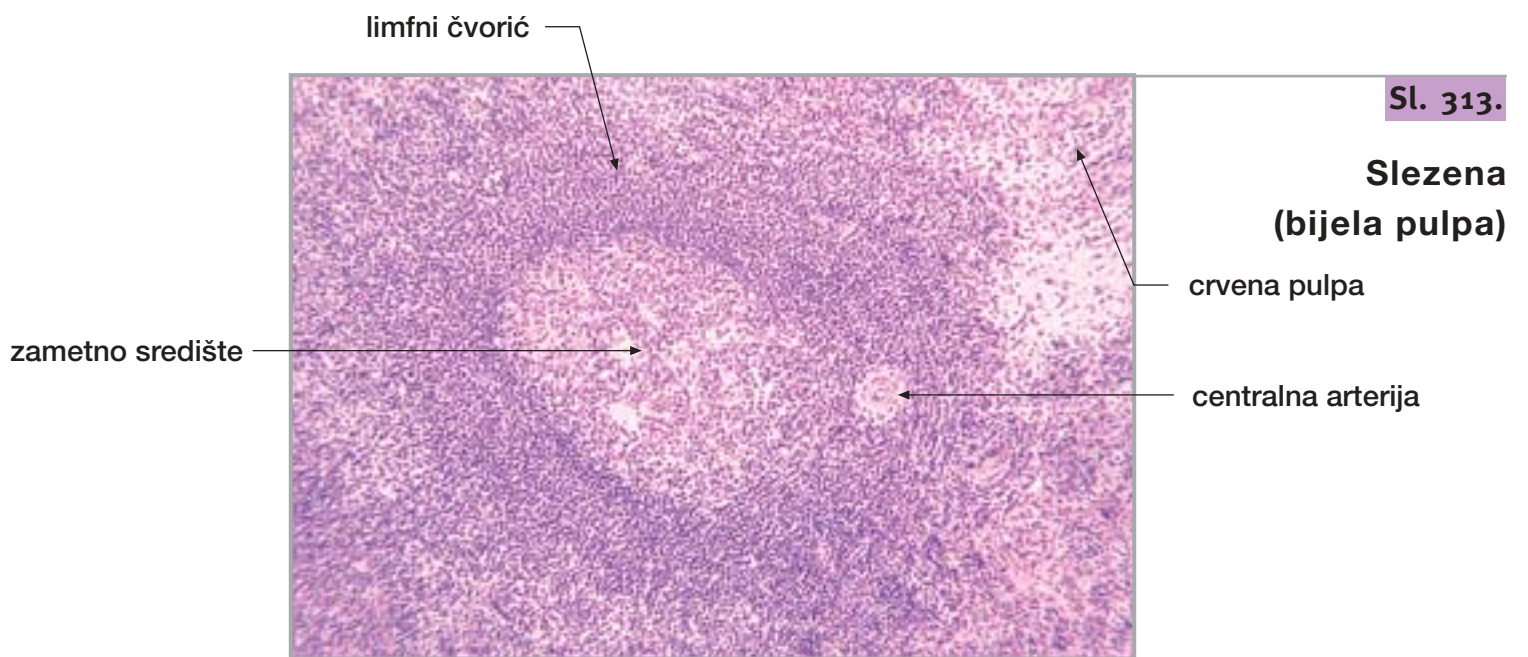 limfni čvorić
Sl. 313.
Slezena
(bijela pulpa)
crvena pulpa
zametno središte
centralna arterija